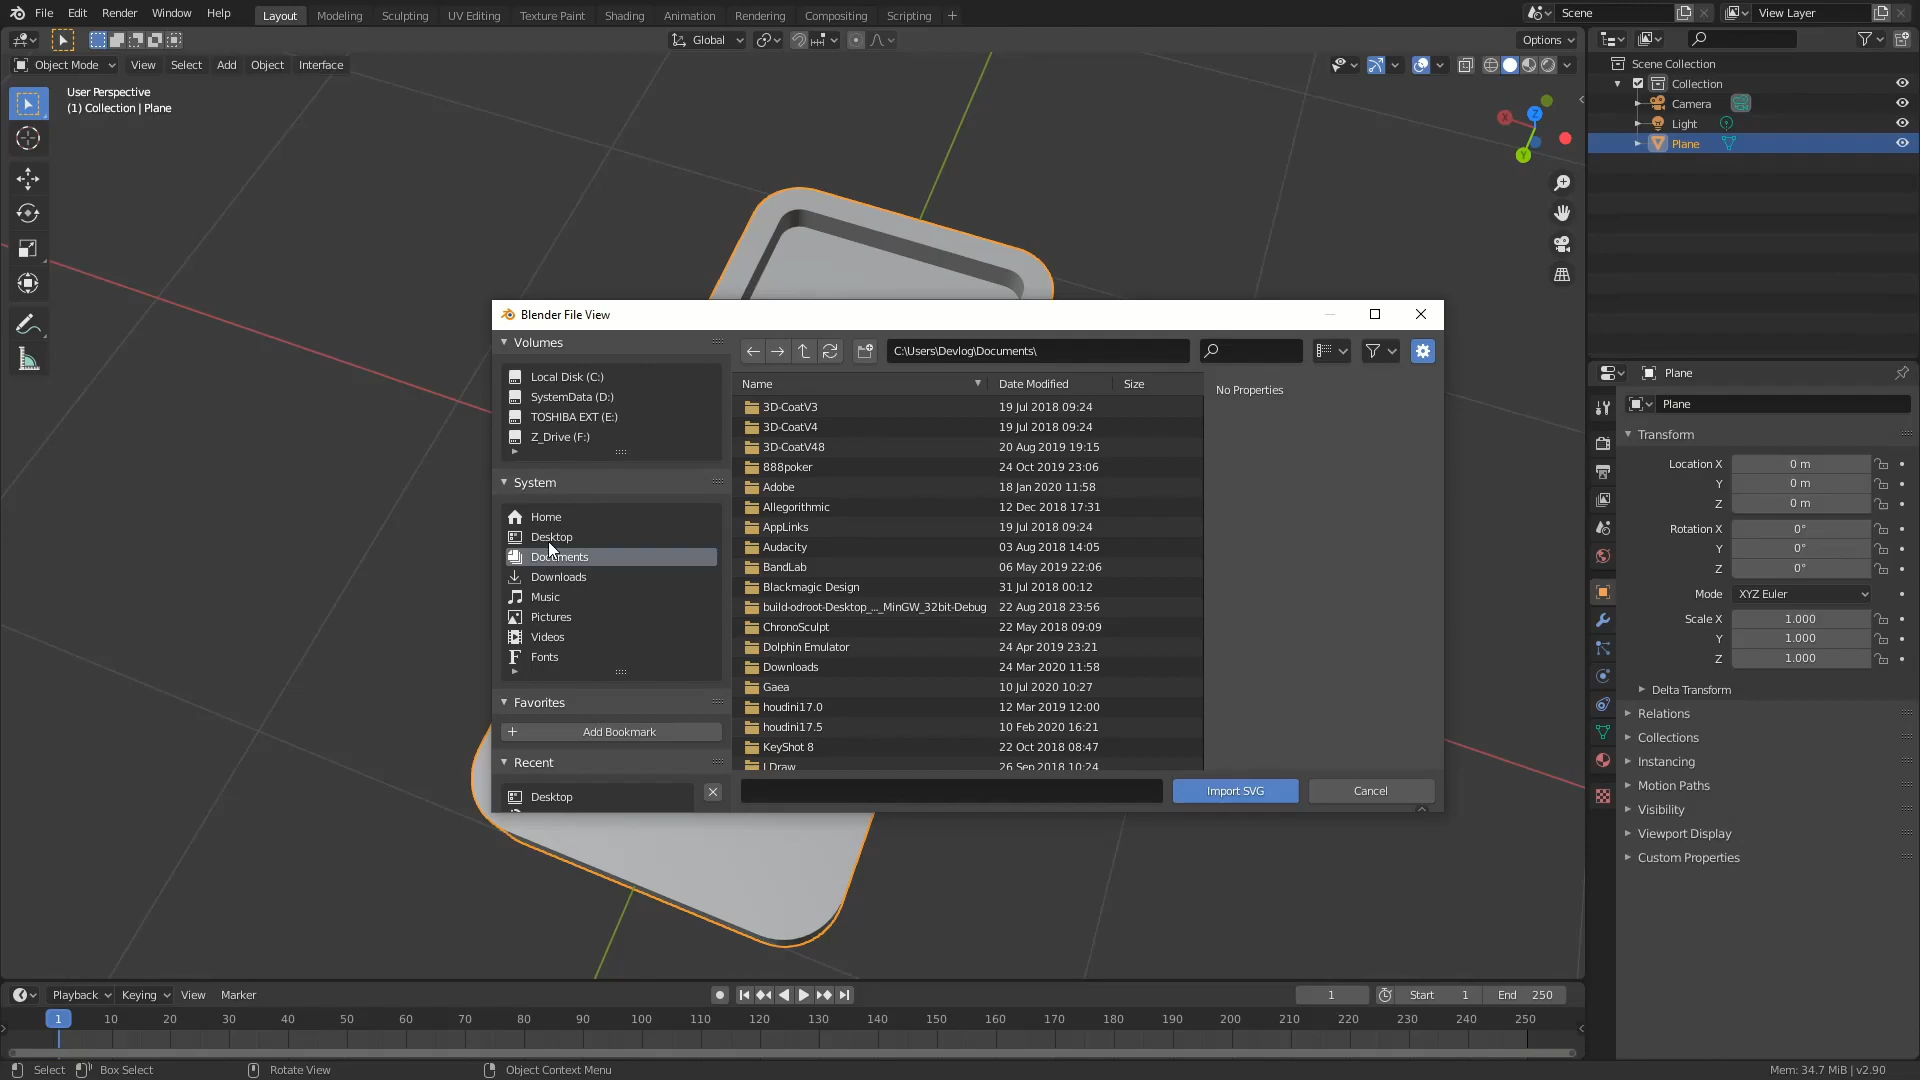 File Edit Render Window Help Layout Modeling Sculpting UV Editing Texture Paint Shading Animation Rendering Compositing Scripting + Scene View Layer
Global Options
Object Mode View Select Add Object Interface
User Perspective
(1) Collection | Plane
X Z Y
Scene Collection
Collection
Camera
Light
Plane
Blender File View
Volumes
Local Disk (C:)
SystemData (D:)
TOSHIBA EXT (E:)
Z_Drive (F:)
System
Home
Desktop
Documents
Downloads
Music
Pictures
Videos
Fonts
Favorites
Add Bookmark
Recent
Desktop
C:\Users\Devlog\Documents\
Name Date Modified Size
3D-CoatV3 19 Jul 2018 09:24
3D-CoatV4 19 Jul 2018 09:24
3D-CoatV48 20 Aug 2019 19:15
888poker 24 Oct 2019 23:06
Adobe 18 Jan 2020 11:58
Allegorithmic 12 Dec 2018 17:31
AppLinks 19 Jul 2018 09:24
Audacity 03 Aug 2018 14:05
BandLab 06 May 2019 22:06
Blackmagic Design 31 Jul 2018 00:12
build-odroot-Desktop_..._MinGW_32bit-Debug 22 Aug 2018 23:56
ChronoSculpt 22 May 2018 09:09
Dolphin Emulator 24 Apr 2019 23:21
Downloads 24 Mar 2020 11:58
Gaea 10 Jul 2020 10:27
houdini17.0 12 Mar 2019 12:00
houdini17.5 10 Feb 2020 16:21
KeyShot 8 22 Oct 2018 08:47
LDraw 26 Sep 2018 10:24
No Properties
Import SVG Cancel
Plane
Plane
Transform
Location X 0 m
Y 0 m
Z 0 m
Rotation X 0°
Y 0°
Z 0°
Mode XYZ Euler
Scale X 1.000
Y 1.000
Z 1.000
Delta Transform
Relations
Collections
Instancing
Motion Paths
Visibility
Viewport Display
Custom Properties
Playback Keying View Marker 1 Start 1 End 250
1 10 20 30 40 50 60 70 80 90 100 110 120 130 140 150 160 170 180 190 200 210 220 230 240 250
Select Box Select Rotate View Object Context Menu Mem: 34.7 MiB | v2.90